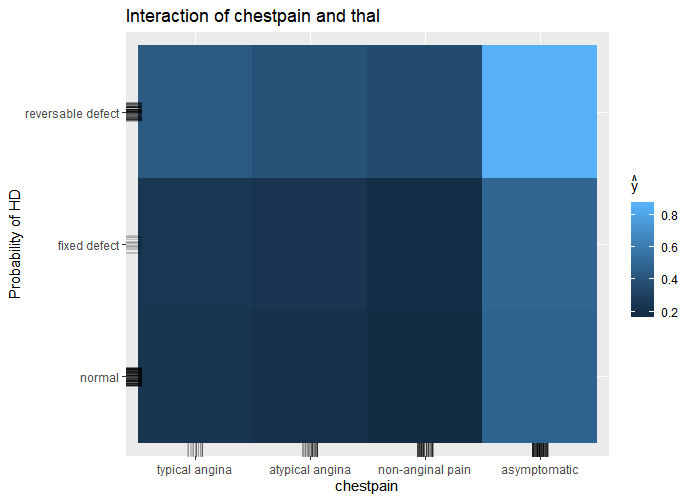 Interaction of chestpain and thal
Probability of HD
reversable defect
fixed defect
normal
typical angina
atypical angina
non-anginal pain
asymptomatic
chestpain
ŷ
0.8
0.6
0.4
0.2